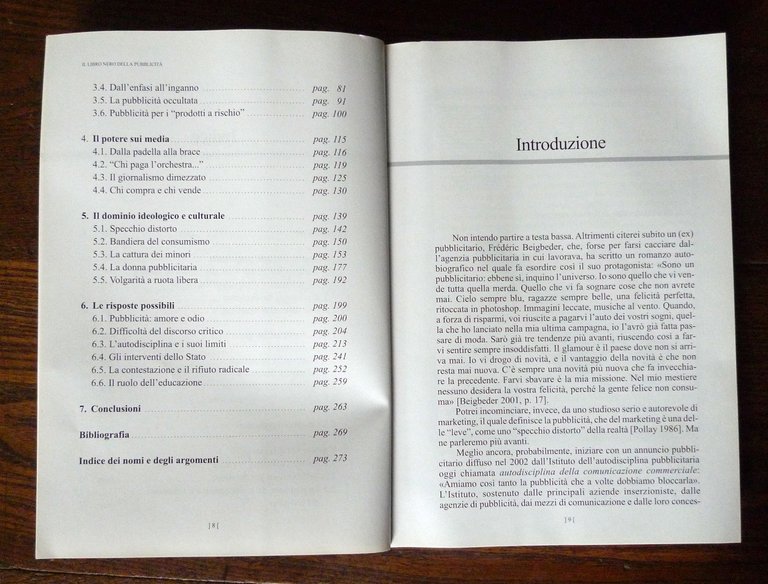 IL LIBRO NERO DELLA PUBBLICITÀ
3.4. Dall'enfasi all'inganno pag. 81
3.5. La pubblicità occultata pag. 91
3.6. Pubblicità per i "prodotti a rischio" pag. 100
4. Il potere sui media pag. 115
4.1. Dalla padella alla brace pag. 116
4.2. "Chi paga l'orchestra..." pag. 119
4.3. Il giornalismo dimezzato pag. 125
4.4. Chi compra e chi vende pag. 130
5. Il dominio ideologico e culturale pag. 139
5.1. Specchio distorto pag. 142
5.2. Bandiera del consumismo pag. 150
5.3. La cattura dei minori pag. 153
5.4. La donna pubblicitaria pag. 177
5.5. Volgarità a ruota libera pag. 192
6. Le risposte possibili pag. 199
6.1. Pubblicità: amore e odio pag. 200
6.2. Difficoltà del discorso critico pag. 204
6.3. L'autodisciplina e i suoi limiti pag. 213
6.4. Gli interventi dello Stato pag. 241
6.5. La contestazione e il rifiuto radicale pag. 252
6.6. Il ruolo dell'educazione pag. 259
7. Conclusioni pag. 263
Bibliografia pag. 269
Indice dei nomi e degli argomenti pag. 273
[ 8 [
Introduzione
Non intendo partire a testa bassa. Altrimenti citerei subito un (ex)
pubblicitario, Frédéric Beigbeder, che, forse per farsi cacciare dal-
l'agenzia pubblicitaria in cui lavorava, ha scritto un romanzo auto-
biografico nel quale fa esordire così il suo protagonista: «Sono un
pubblicitario: ebbene sì, inquino l'universo. Io sono quello che vi ven-
de tutta quella merda. Quello che vi fa sognare cose che non avrete
mai. Cielo sempre blu, ragazze sempre belle, una felicità perfetta,
ritoccata in photoshop. Immagini leccate, musiche al vento. Quando,
a forza di risparmi, voi riuscite a pagarvi l'auto dei vostri sogni, quel-
la che ho lanciato nella mia ultima campagna, io l'avrò già fatta pas-
sare di moda. Sarò già tre tendenze più avanti, riuscendo così a far-
vi sentire sempre insoddisfatti. Il glamour è il paese dove non si arri-
va mai. Io vi drogo di novità, e il vantaggio della novità è che non
resta mai nuova. C'è sempre una novità più nuova che fa invecchia-
re la precedente. Farvi sbavare è la mia missione. Nel mio mestiere
nessuno desidera la vostra felicità, perché la gente felice non consu-
ma» [Beigbeder 2001, p. 17].
Potrei incominciare, invece, da uno studioso serio e autorevole di
marketing, il quale definisce la pubblicità, che del marketing è una del-
le "leve", come uno "specchio distorto" della realtà [Pollay 1986]. Ma
ne parleremo più avanti.
Meglio ancora, probabilmente, iniziare con un annuncio pubbli-
citario diffuso nel 2002 dall'Istituto dell'autodisciplina pubblicitaria
oggi chiamata autodisciplina della comunicazione commerciale:
«Amiamo così tanto la pubblicità che a volte dobbiamo bloccarla».
L'Istituto, sostenuto dalle principali aziende inserzioniste, dalle
agenzie di pubblicità, dai mezzi di comunicazione e dalle loro conces-
] 9 [